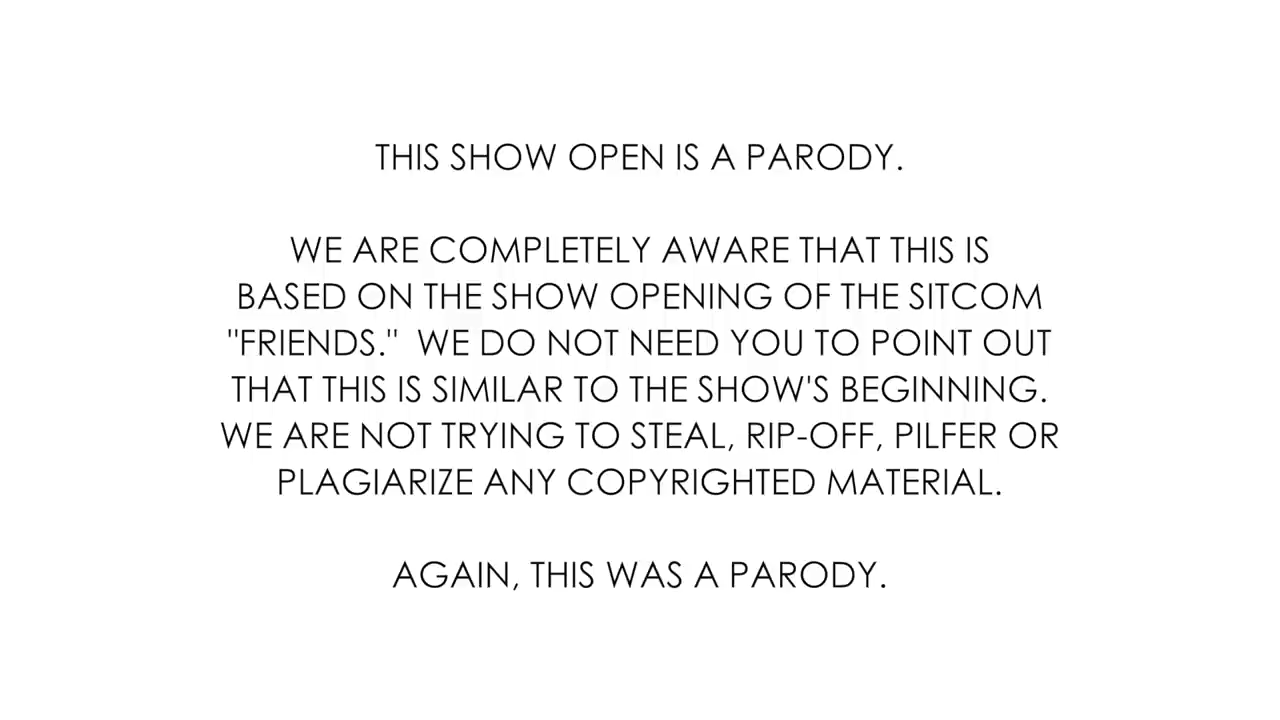 THIS SHOW OPEN IS A PARODY.
WE ARE COMPLETELY AWARE THAT THIS IS
BASED ON THE SHOW OPENING OF THE SITCOM
"FRIENDS."  WE DO NOT NEED YOU TO POINT OUT
THAT THIS IS SIMILAR TO THE SHOW'S BEGINNING.
WE ARE NOT TRYING TO STEAL, RIP-OFF, PILFER OR
PLAGIARIZE ANY COPYRIGHTED MATERIAL.
AGAIN, THIS WAS A PARODY.